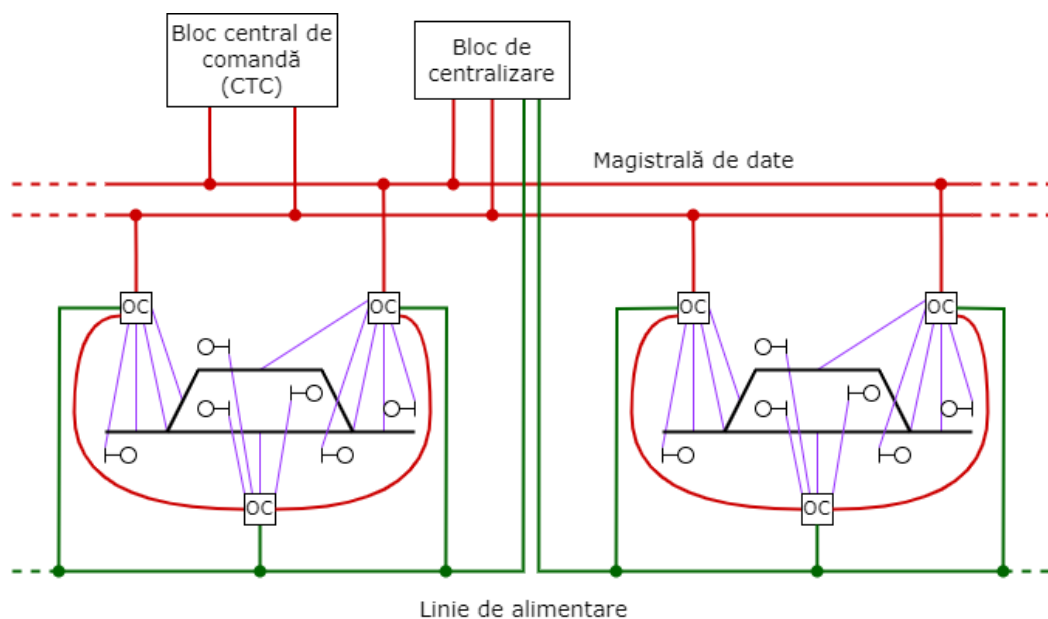 Bloc central de
comandă
(CTC)
Bloc de
centralizare
Magistrală de date
OC
OC
OC
OC
OC
OC
Linie de alimentare